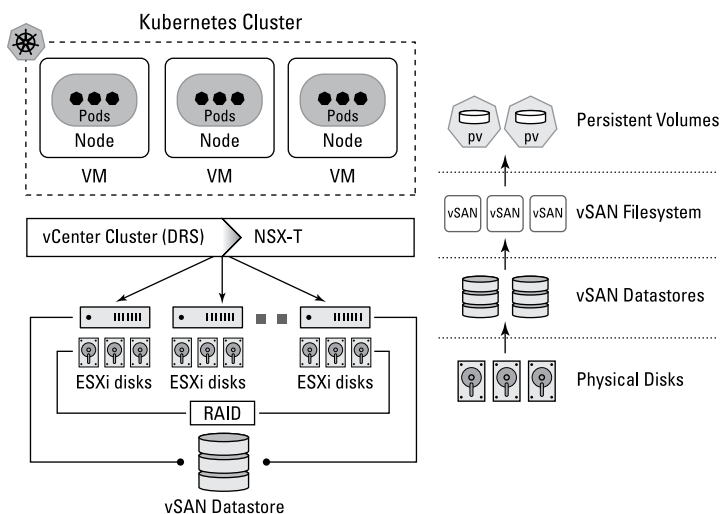 Kubernetes Cluster
Pods
Node
VM
Pods
Node
VM
Pods
Node
VM
vCenter Cluster (DRS)
NSX-T
ESXi disks
ESXi disks
ESXi disks
RAID
vSAN Datastore
pv
pv
Persistent Volumes
vSAN
vSAN
vSAN
vSAN Filesystem
vSAN Datastores
Physical Disks